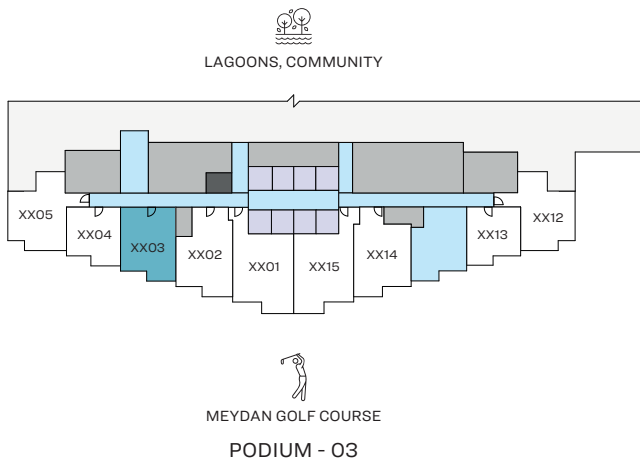 LAGOONS, COMMUNITY
XX05
XX04
XX03
XX02
XX01
XX15
XX14
XX13
XX12
MEYDAN GOLF COURSE
PODIUM - 03